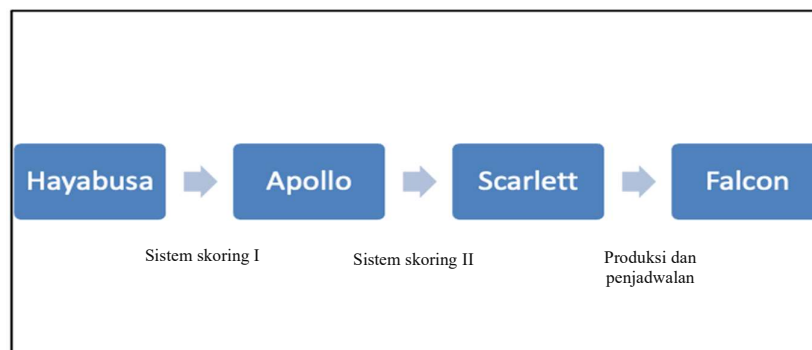 Hayabusa
Apollo
Scarlett
Falcon
Sistem skoring I
Sistem skoring II
Produksi dan
penjadwalan